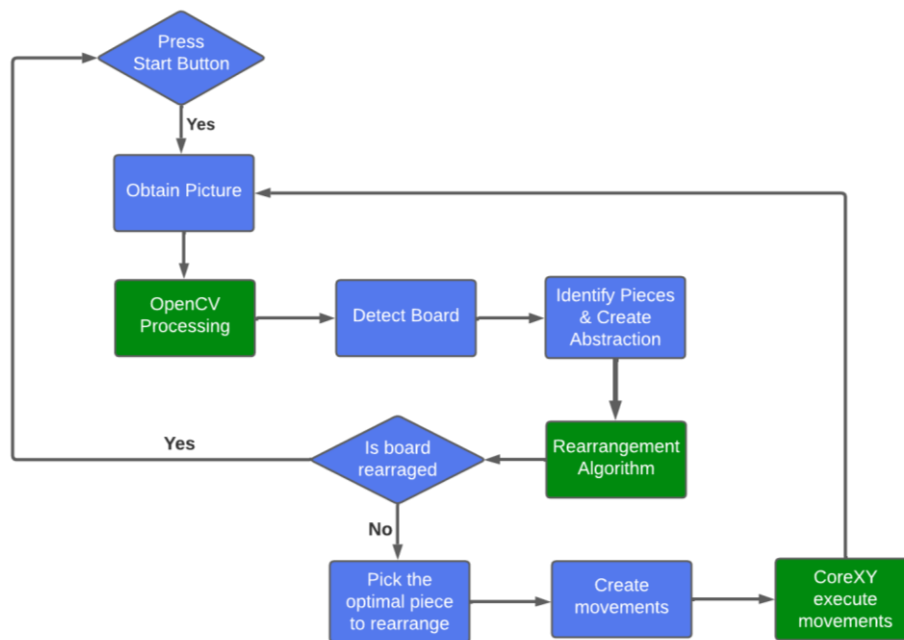 Press
Start Button
Yes
Obtain Picture
OpenCV
Processing
Detect Board
Identify Pieces
& Create
Abstraction
Rearrangement
Algorithm
Is board
rearraged
Yes
No
Pick the
optimal piece
to rearrange
Create
movements
CoreXY
execute
movements